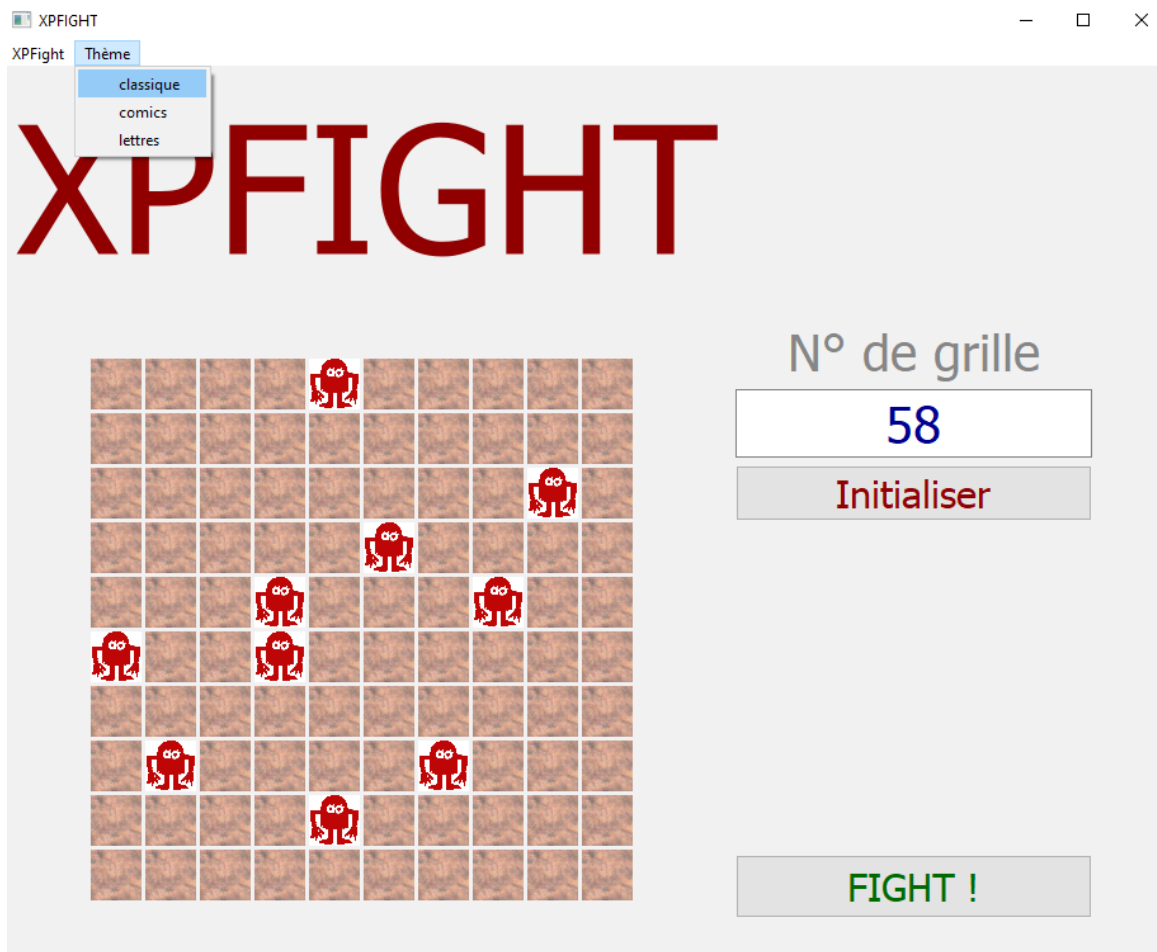 XPFIGHT
XPFight Thème
classique
comics
lettres
XPFIGHT
N° de grille
58
Initialiser
FIGHT !